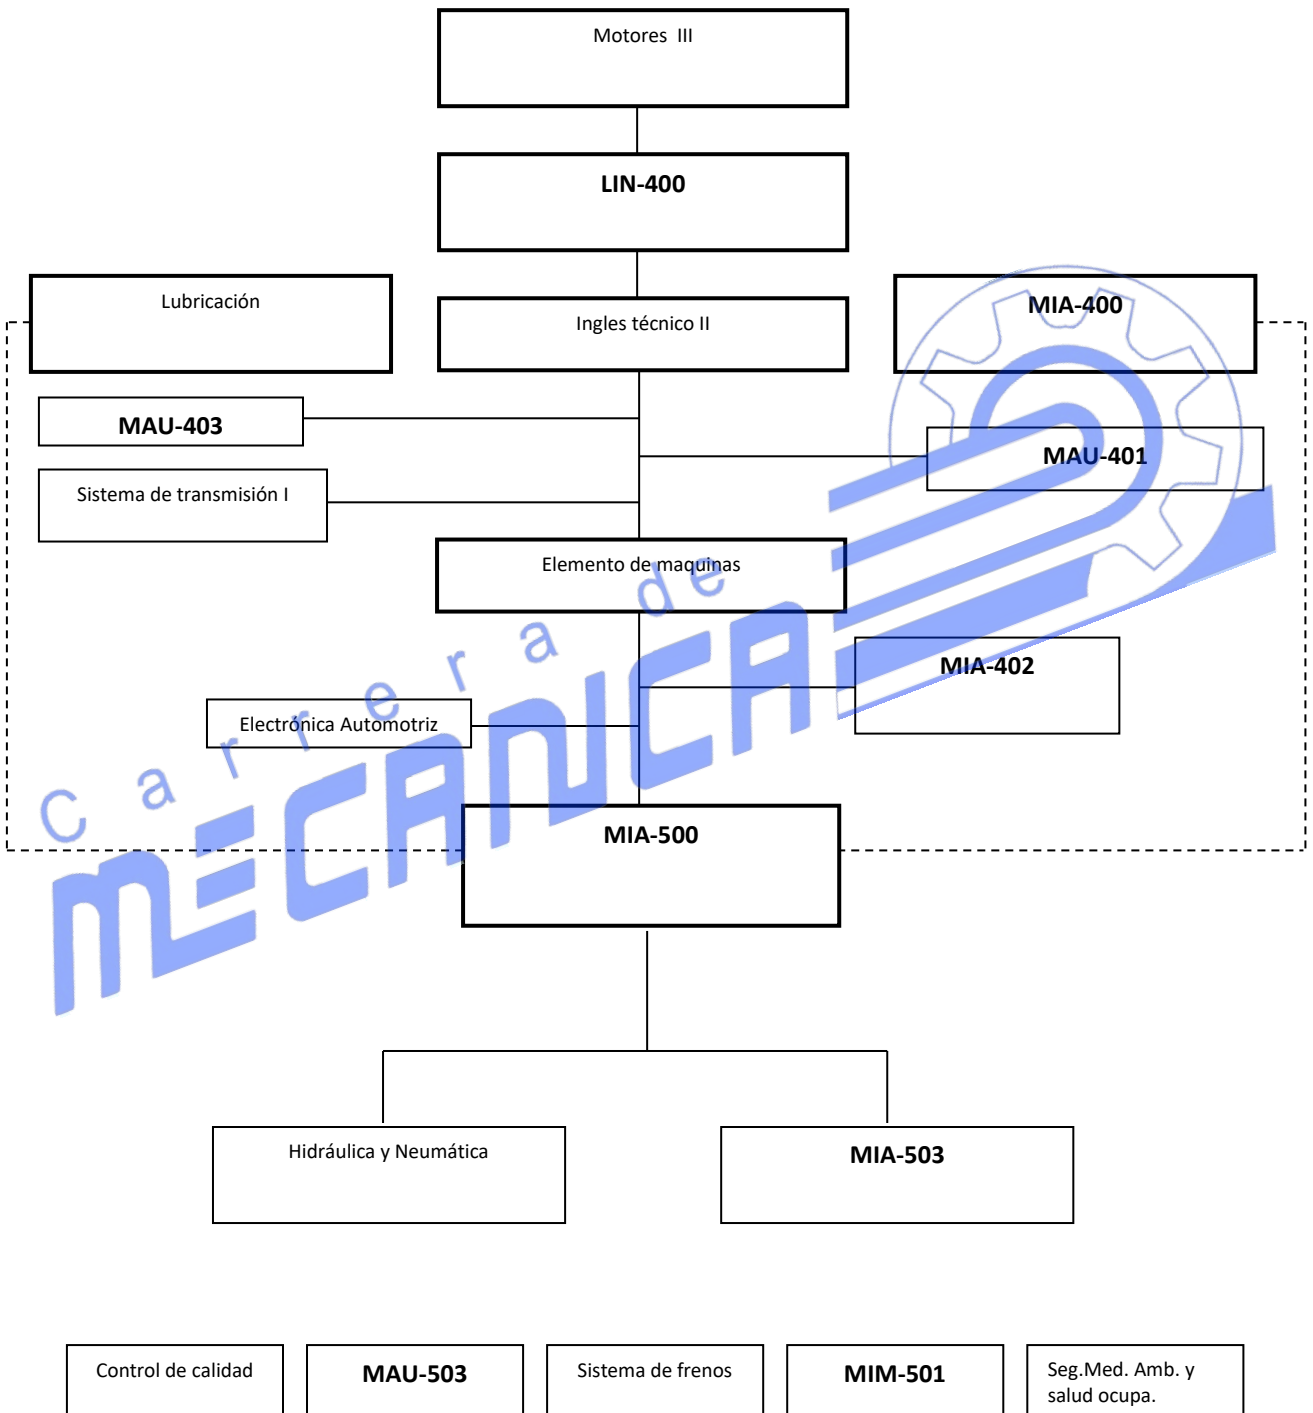 Motores III
LIN-400
Lubricación
Ingles técnico II
MIA-400
MAU-403
MAU-401
Sistema de transmisión I
Elemento de maquinas
MIA-402
Electrónica Automotriz
Carrera de
MECANICA
MIA-500
Hidráulica y Neumática
MIA-503
Control de calidad
MAU-503
Sistema de frenos
MIM-501
Seg.Med. Amb. y
salud ocupa.